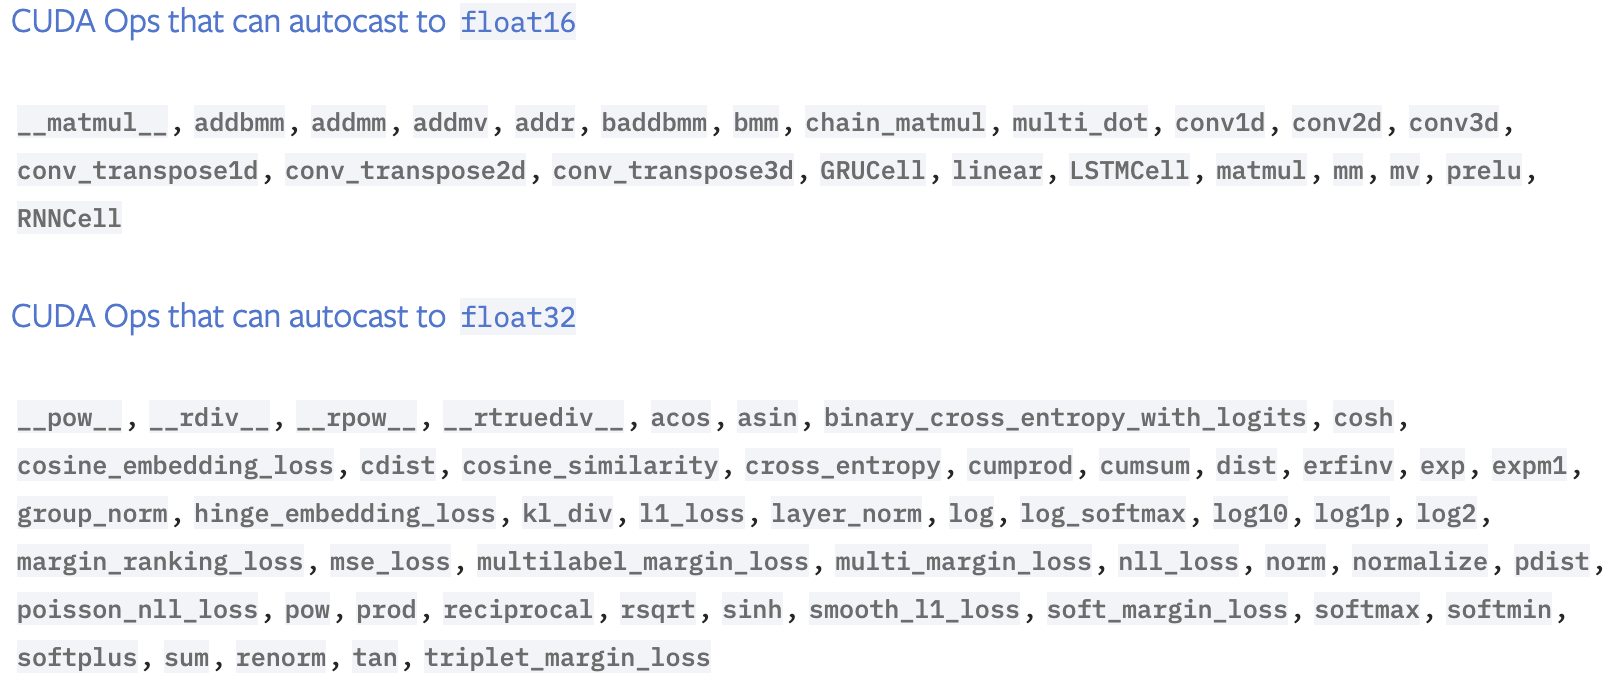 CUDA Ops that can autocast to float16
__matmul__, addbmm, addmm, addmv, addr, baddbmm, bmm, chain_matmul, multi_dot, conv1d, conv2d, conv3d,
conv_transpose1d, conv_transpose2d, conv_transpose3d, GRUCell, linear, LSTMCell, matmul, mm, mv, prelu,
RNNCell
CUDA Ops that can autocast to float32
__pow__, __rdiv__, __rpow__, __rtruediv__, acos, asin, binary_cross_entropy_with_logits, cosh,
cosine_embedding_loss, cdist, cosine_similarity, cross_entropy, cumprod, cumsum, dist, erfinv, exp, expm1,
group_norm, hinge_embedding_loss, kl_div, l1_loss, layer_norm, log, log_softmax, log10, log1p, log2,
margin_ranking_loss, mse_loss, multilabel_margin_loss, multi_margin_loss, nll_loss, norm, normalize, pdist,
poisson_nll_loss, pow, prod, reciprocal, rsqrt, sinh, smooth_l1_loss, soft_margin_loss, softmax, softmin,
softplus, sum, renorm, tan, triplet_margin_loss